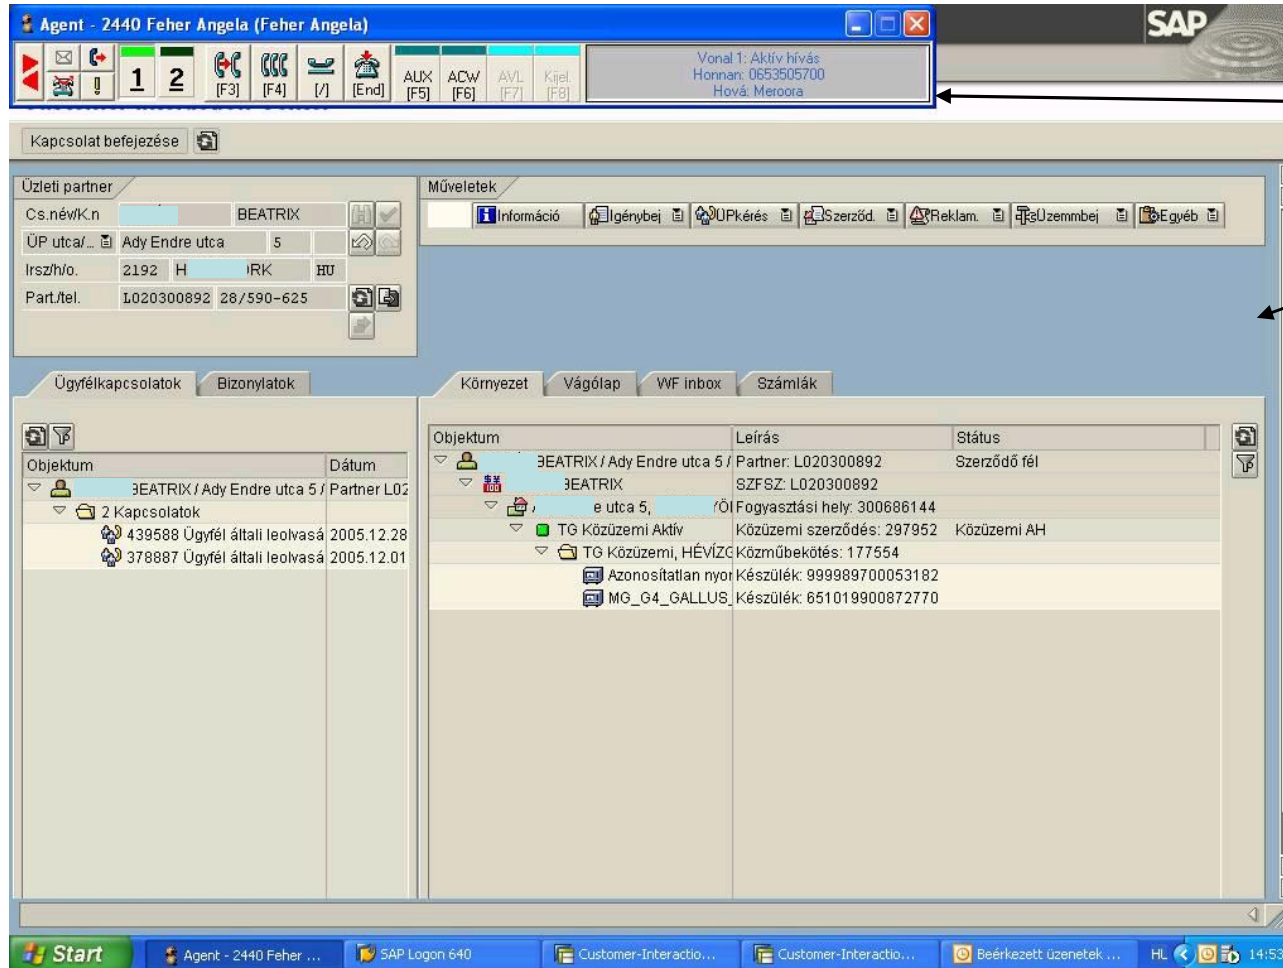 Agent - 2440 Feher Angela (Feher Angela)
SAP
1 2 [F3] [F4] [/] [End] AUX [F5] ACW [F6] AVL [F7] Kijel. [F8]
Vonal 1: Aktív hívás
Honnan: 0653505700
Hová: Meroora
Kapcsolat befejezése
Üzleti partner
Cs.név/K.n BEATRIX
ÜP utca/... Ady Endre utca 5
Irsz/h/o. 2192 H RK HU
Part./tel. L020300892 28/590-625
Műveletek
Információ Igénybej ÜPkérés Szerződ. Reklam. Üzemmbej Egyéb
Ügyfélkapcsolatok Bizonylatok
Objektum Dátum
BEATRIX / Ady Endre utca 5 / Partner L02
2 Kapcsolatok
439588 Ügyfél általi leolvasá 2005.12.28
378887 Ügyfél általi leolvasá 2005.12.01
Környezet Vágólap WF inbox Számlák
Objektum Leírás Státus
BEATRIX / Ady Endre utca 5 / Partner: L020300892 Szerződő fél
BEATRIX SZFSZ: L020300892
e utca 5, Fogyasztási hely: 300686144
TG Közüzemi Aktív Közüzemi szerződés: 297952 Közüzemi AH
TG Közüzemi, HÉVÍZG Közműbekötés: 177554
Azonosítatlan nyor Készülék: 999989700053182
MG_G4_GALLUS_ Készülék: 651019900872770
Start Agent - 2440 Feher ... SAP Logon 640 Customer-Interactio... Customer-Interactio... Beérkezett üzenetek ... HL 14:53